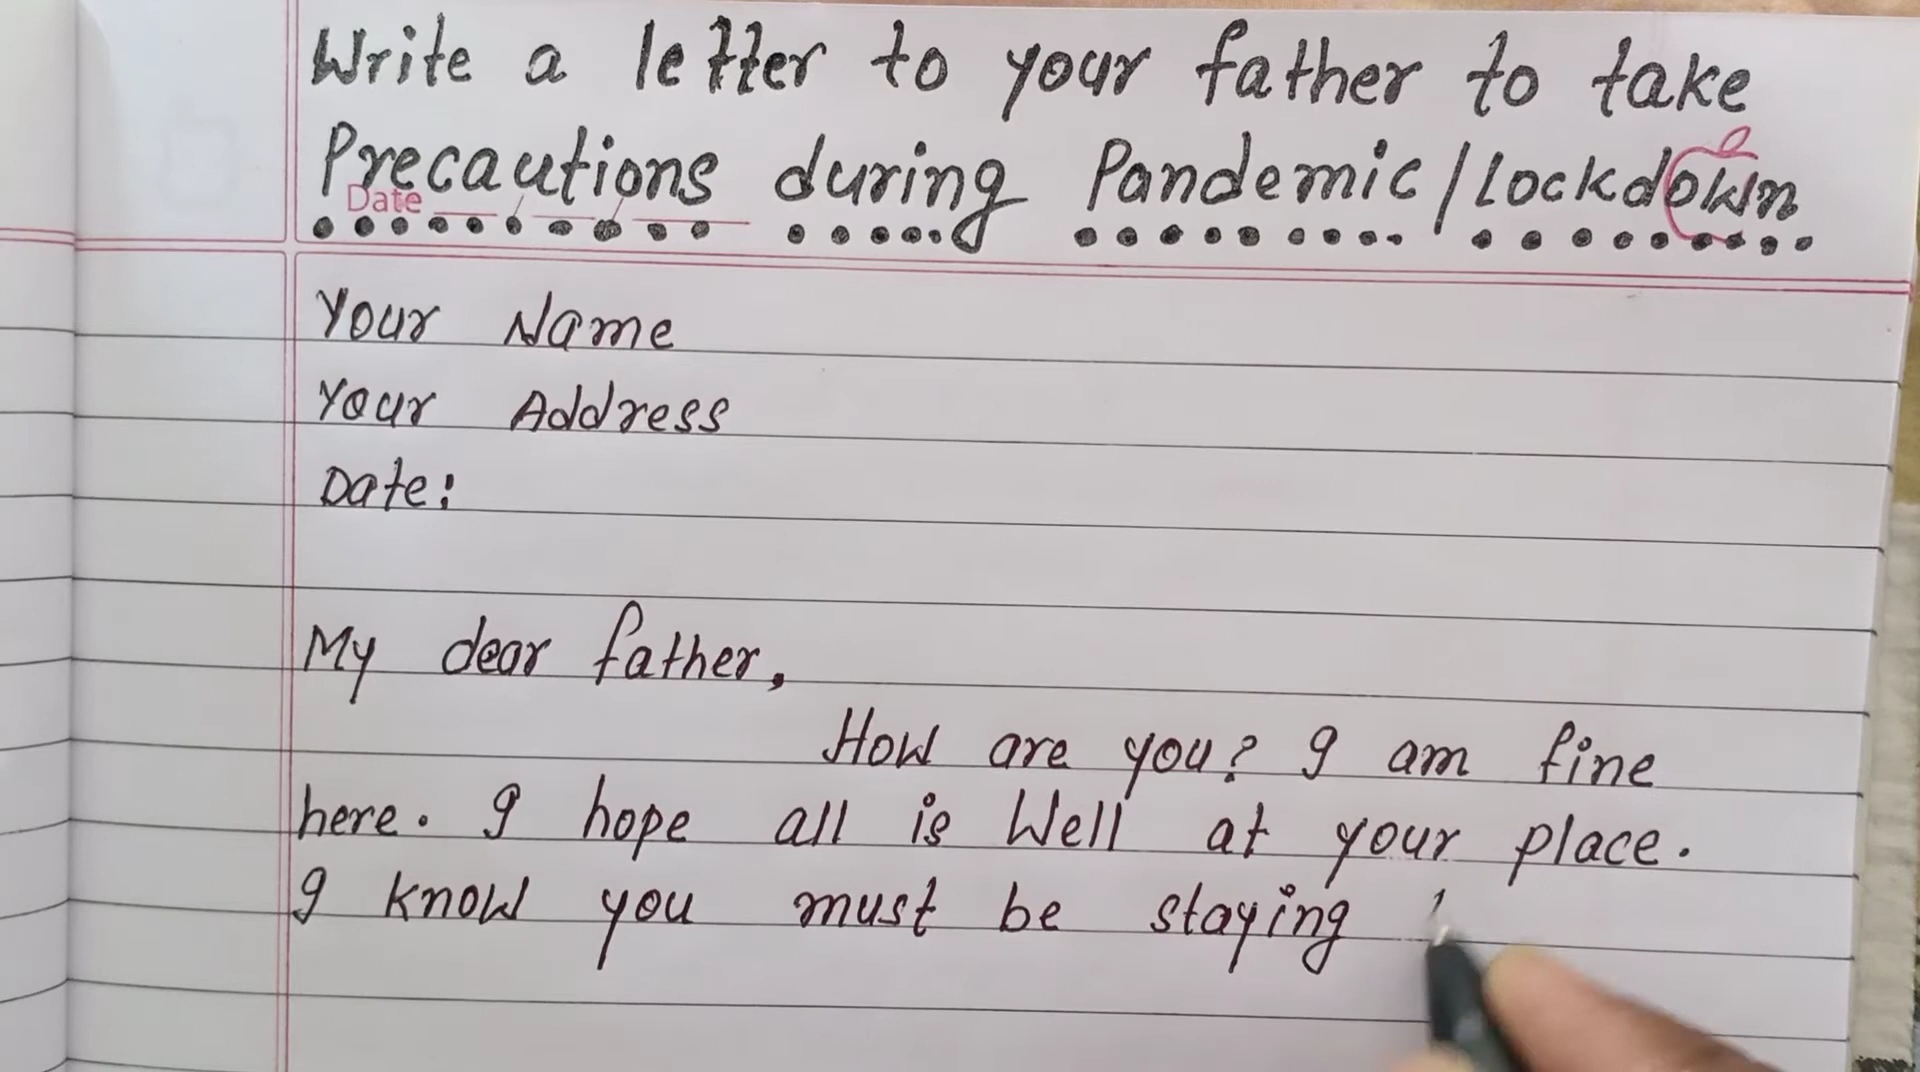 Write a letter to your father to take
Precautions during Pandemic/Lockdown
Date
Your Name
Your Address
Date:
My dear father,
How are you? I am fine
here. I hope all is well at your place.
I know you must be staying